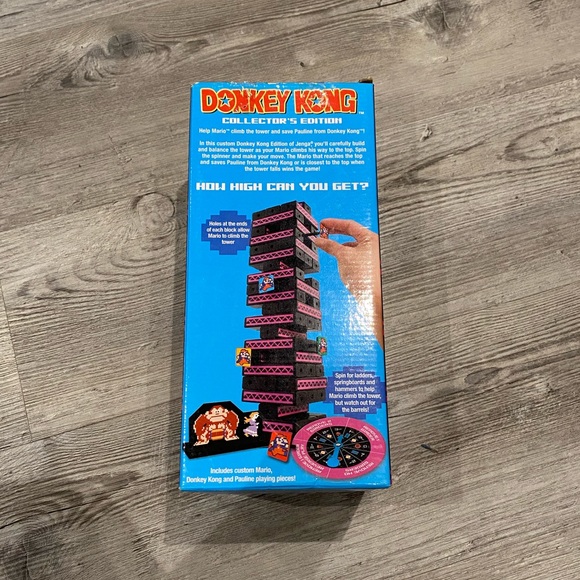 DONKEY KONG™
COLLECTOR'S EDITION
Help Mario™ climb the tower and save Pauline from Donkey Kong™!
In this custom Donkey Kong Edition of Jenga® you'll carefully build
and balance the tower as your Mario climbs his way to the top. Spin
the spinner and make your move. The Mario that reaches the top
and saves Pauline from Donkey Kong or is closest to the top when
the tower falls wins the game!
HOW HIGH CAN YOU GET?
Holes at the ends
of each block allow
Mario to climb the
tower
Spin for ladders,
springboards and
hammers to help
Mario climb the tower,
but watch out for
the barrels!
Includes custom Mario,
Donkey Kong and Pauline playing pieces!